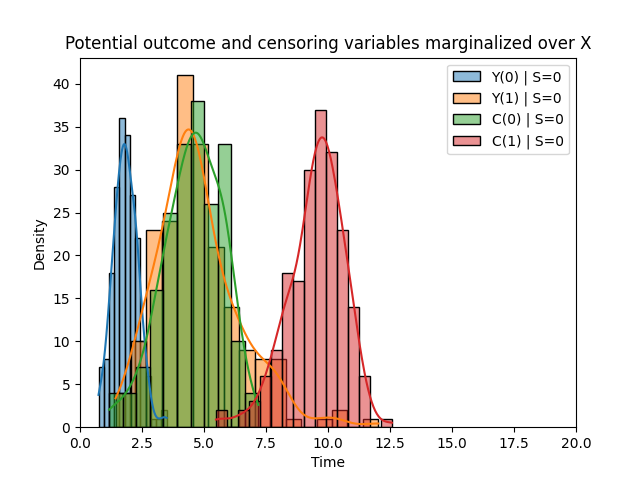 Potential outcome and censoring variables marginalized over X
Y(0) | S=0
Y(1) | S=0
C(0) | S=0
C(1) | S=0
Density
40
35
30
25
20
15
10
5
0
0.0 2.5 5.0 7.5 10.0 12.5 15.0 17.5 20.0
Time